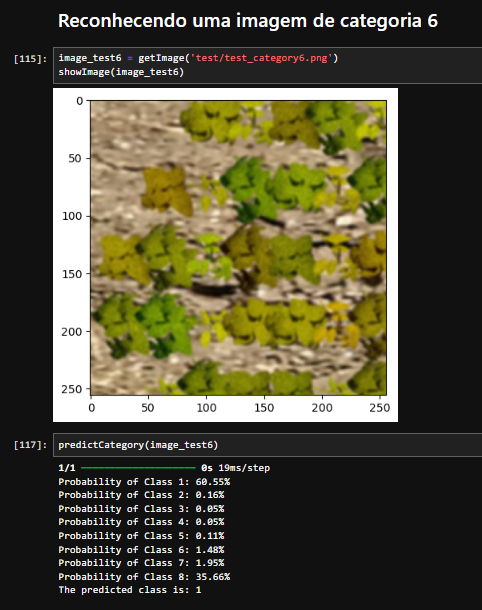 Reconhecendo uma imagem de categoria 6
[115]: image_test6 = getImage('test/test_category6.png')
showImage(image_test6)
0
50
100
150
200
250
0 50 100 150 200 250
[117]: predictCategory(image_test6)
1/1 ━━━━━━━━━━━━━━━━━━━━ 0s 19ms/step
Probability of Class 1: 60.55%
Probability of Class 2: 0.16%
Probability of Class 3: 0.05%
Probability of Class 4: 0.05%
Probability of Class 5: 0.11%
Probability of Class 6: 1.48%
Probability of Class 7: 1.95%
Probability of Class 8: 35.66%
The predicted class is: 1